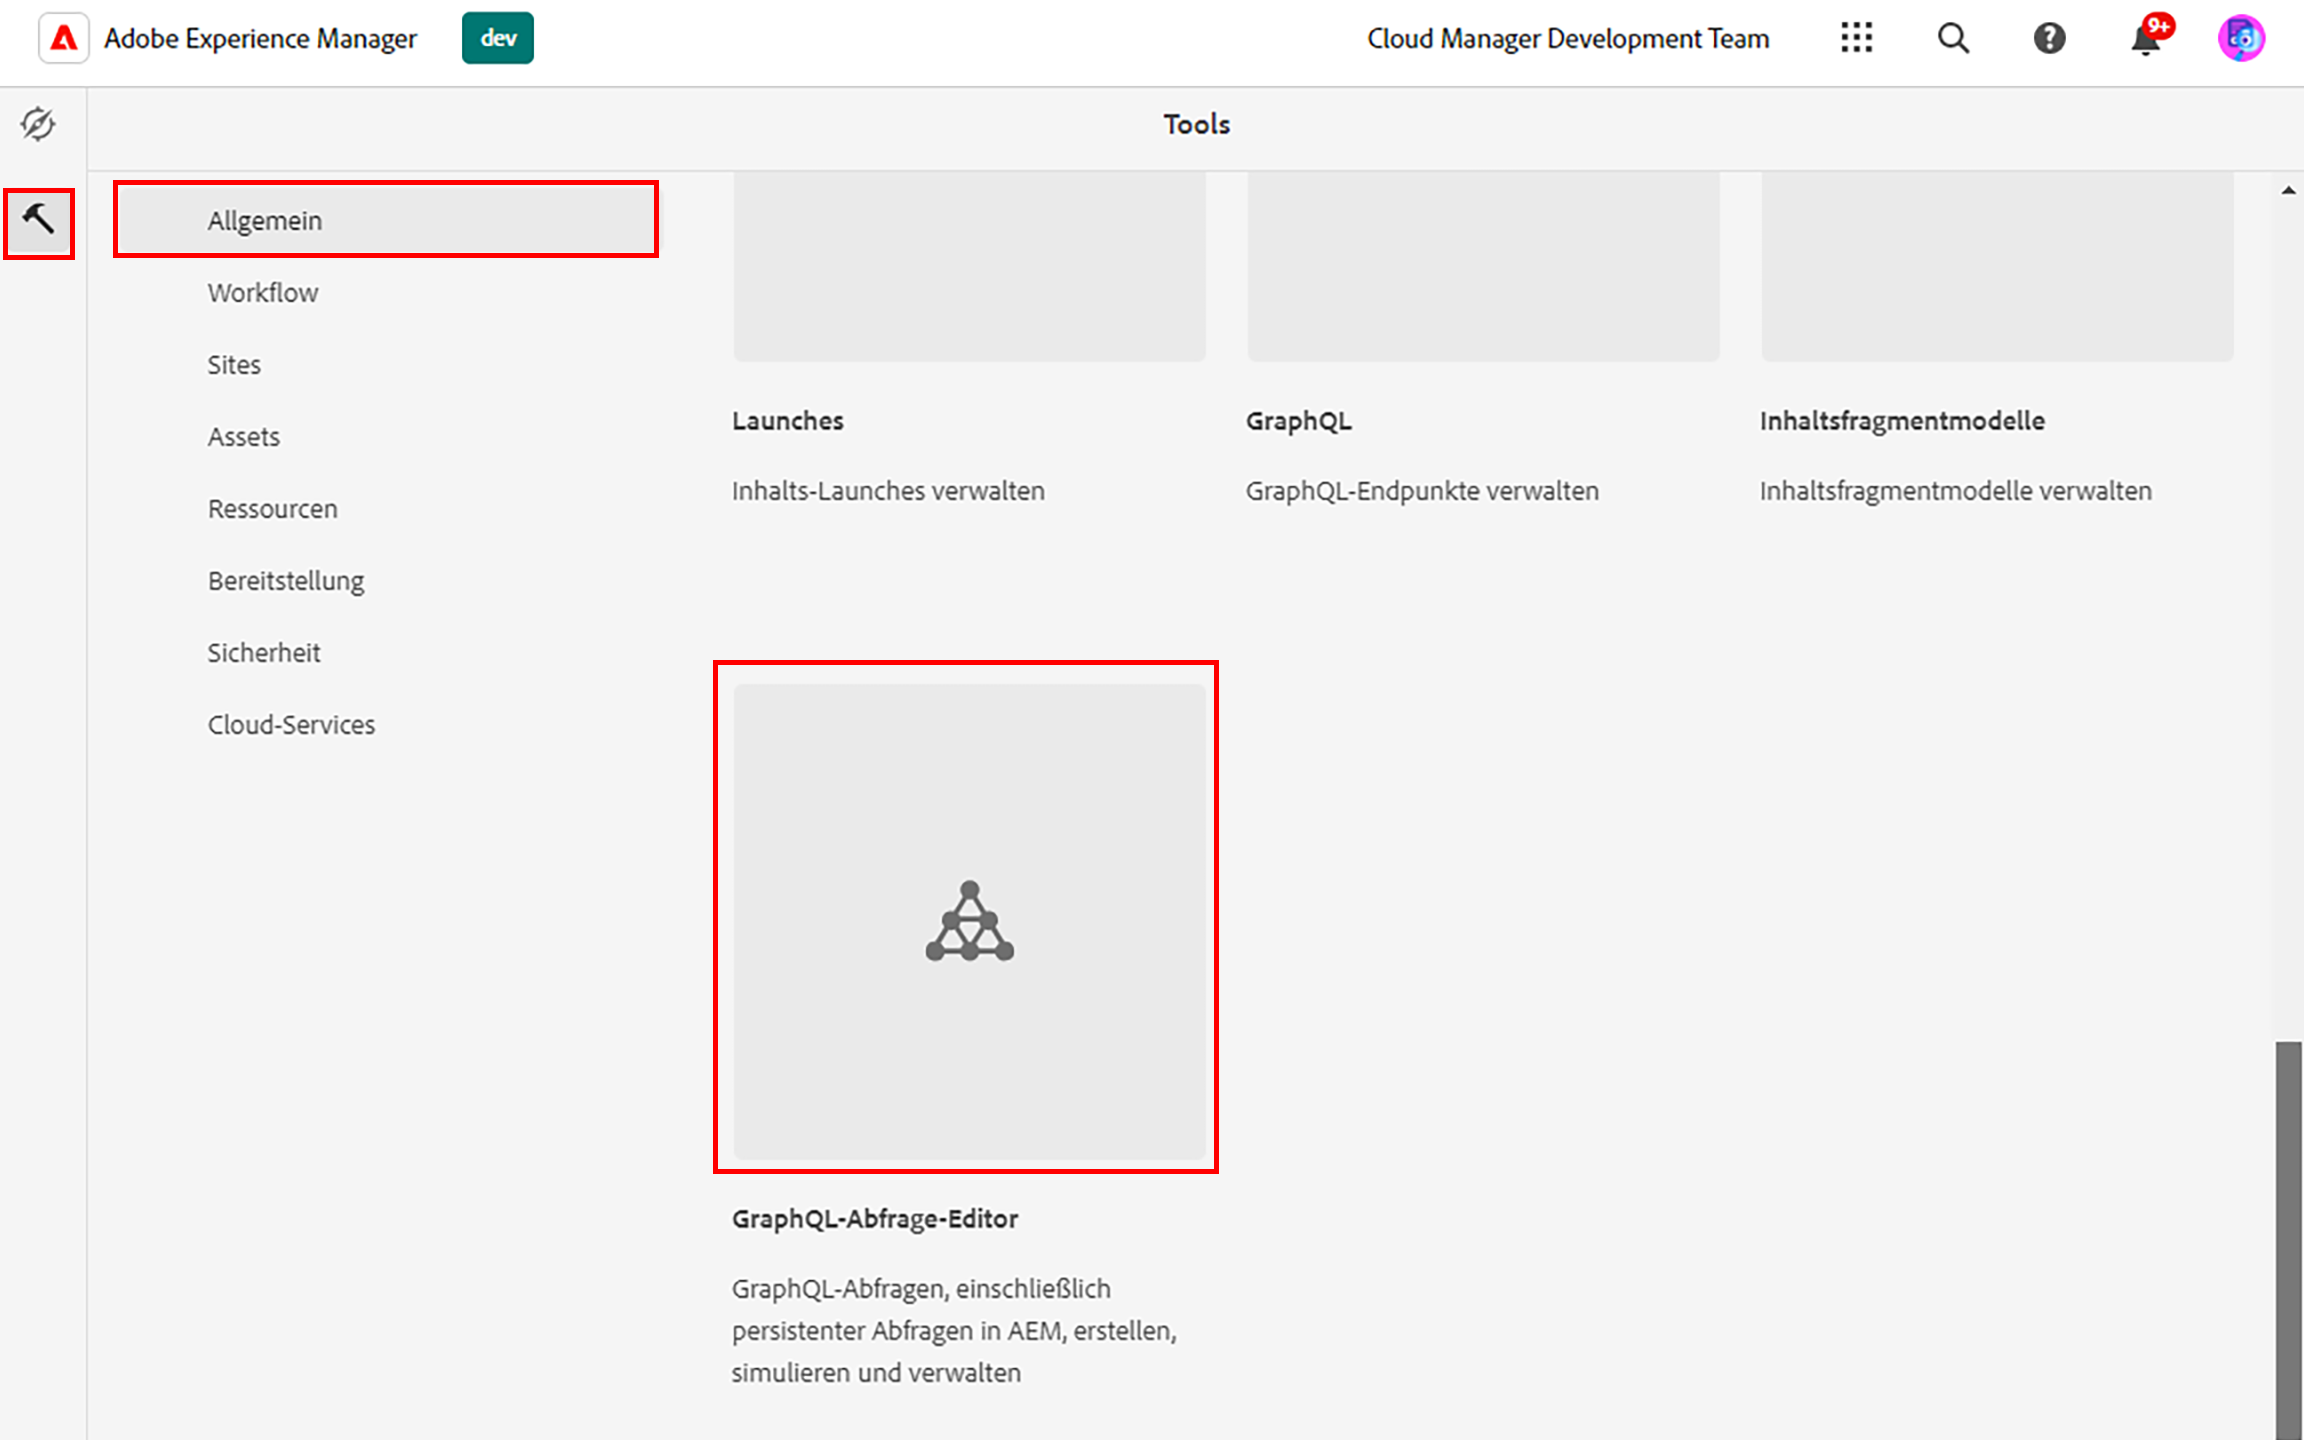 Adobe Experience Manager
dev
Cloud Manager Development Team
9+
Tools
Allgemein
Workflow
Sites
Assets
Ressourcen
Bereitstellung
Sicherheit
Cloud-Services
Launches
Inhalts-Launches verwalten
GraphQL
GraphQL-Endpunkte verwalten
Inhaltsfragmentmodelle
Inhaltsfragmentmodelle verwalten
GraphQL-Abfrage-Editor
GraphQL-Abfragen, einschließlich
persistenter Abfragen in AEM, erstellen,
simulieren und verwalten